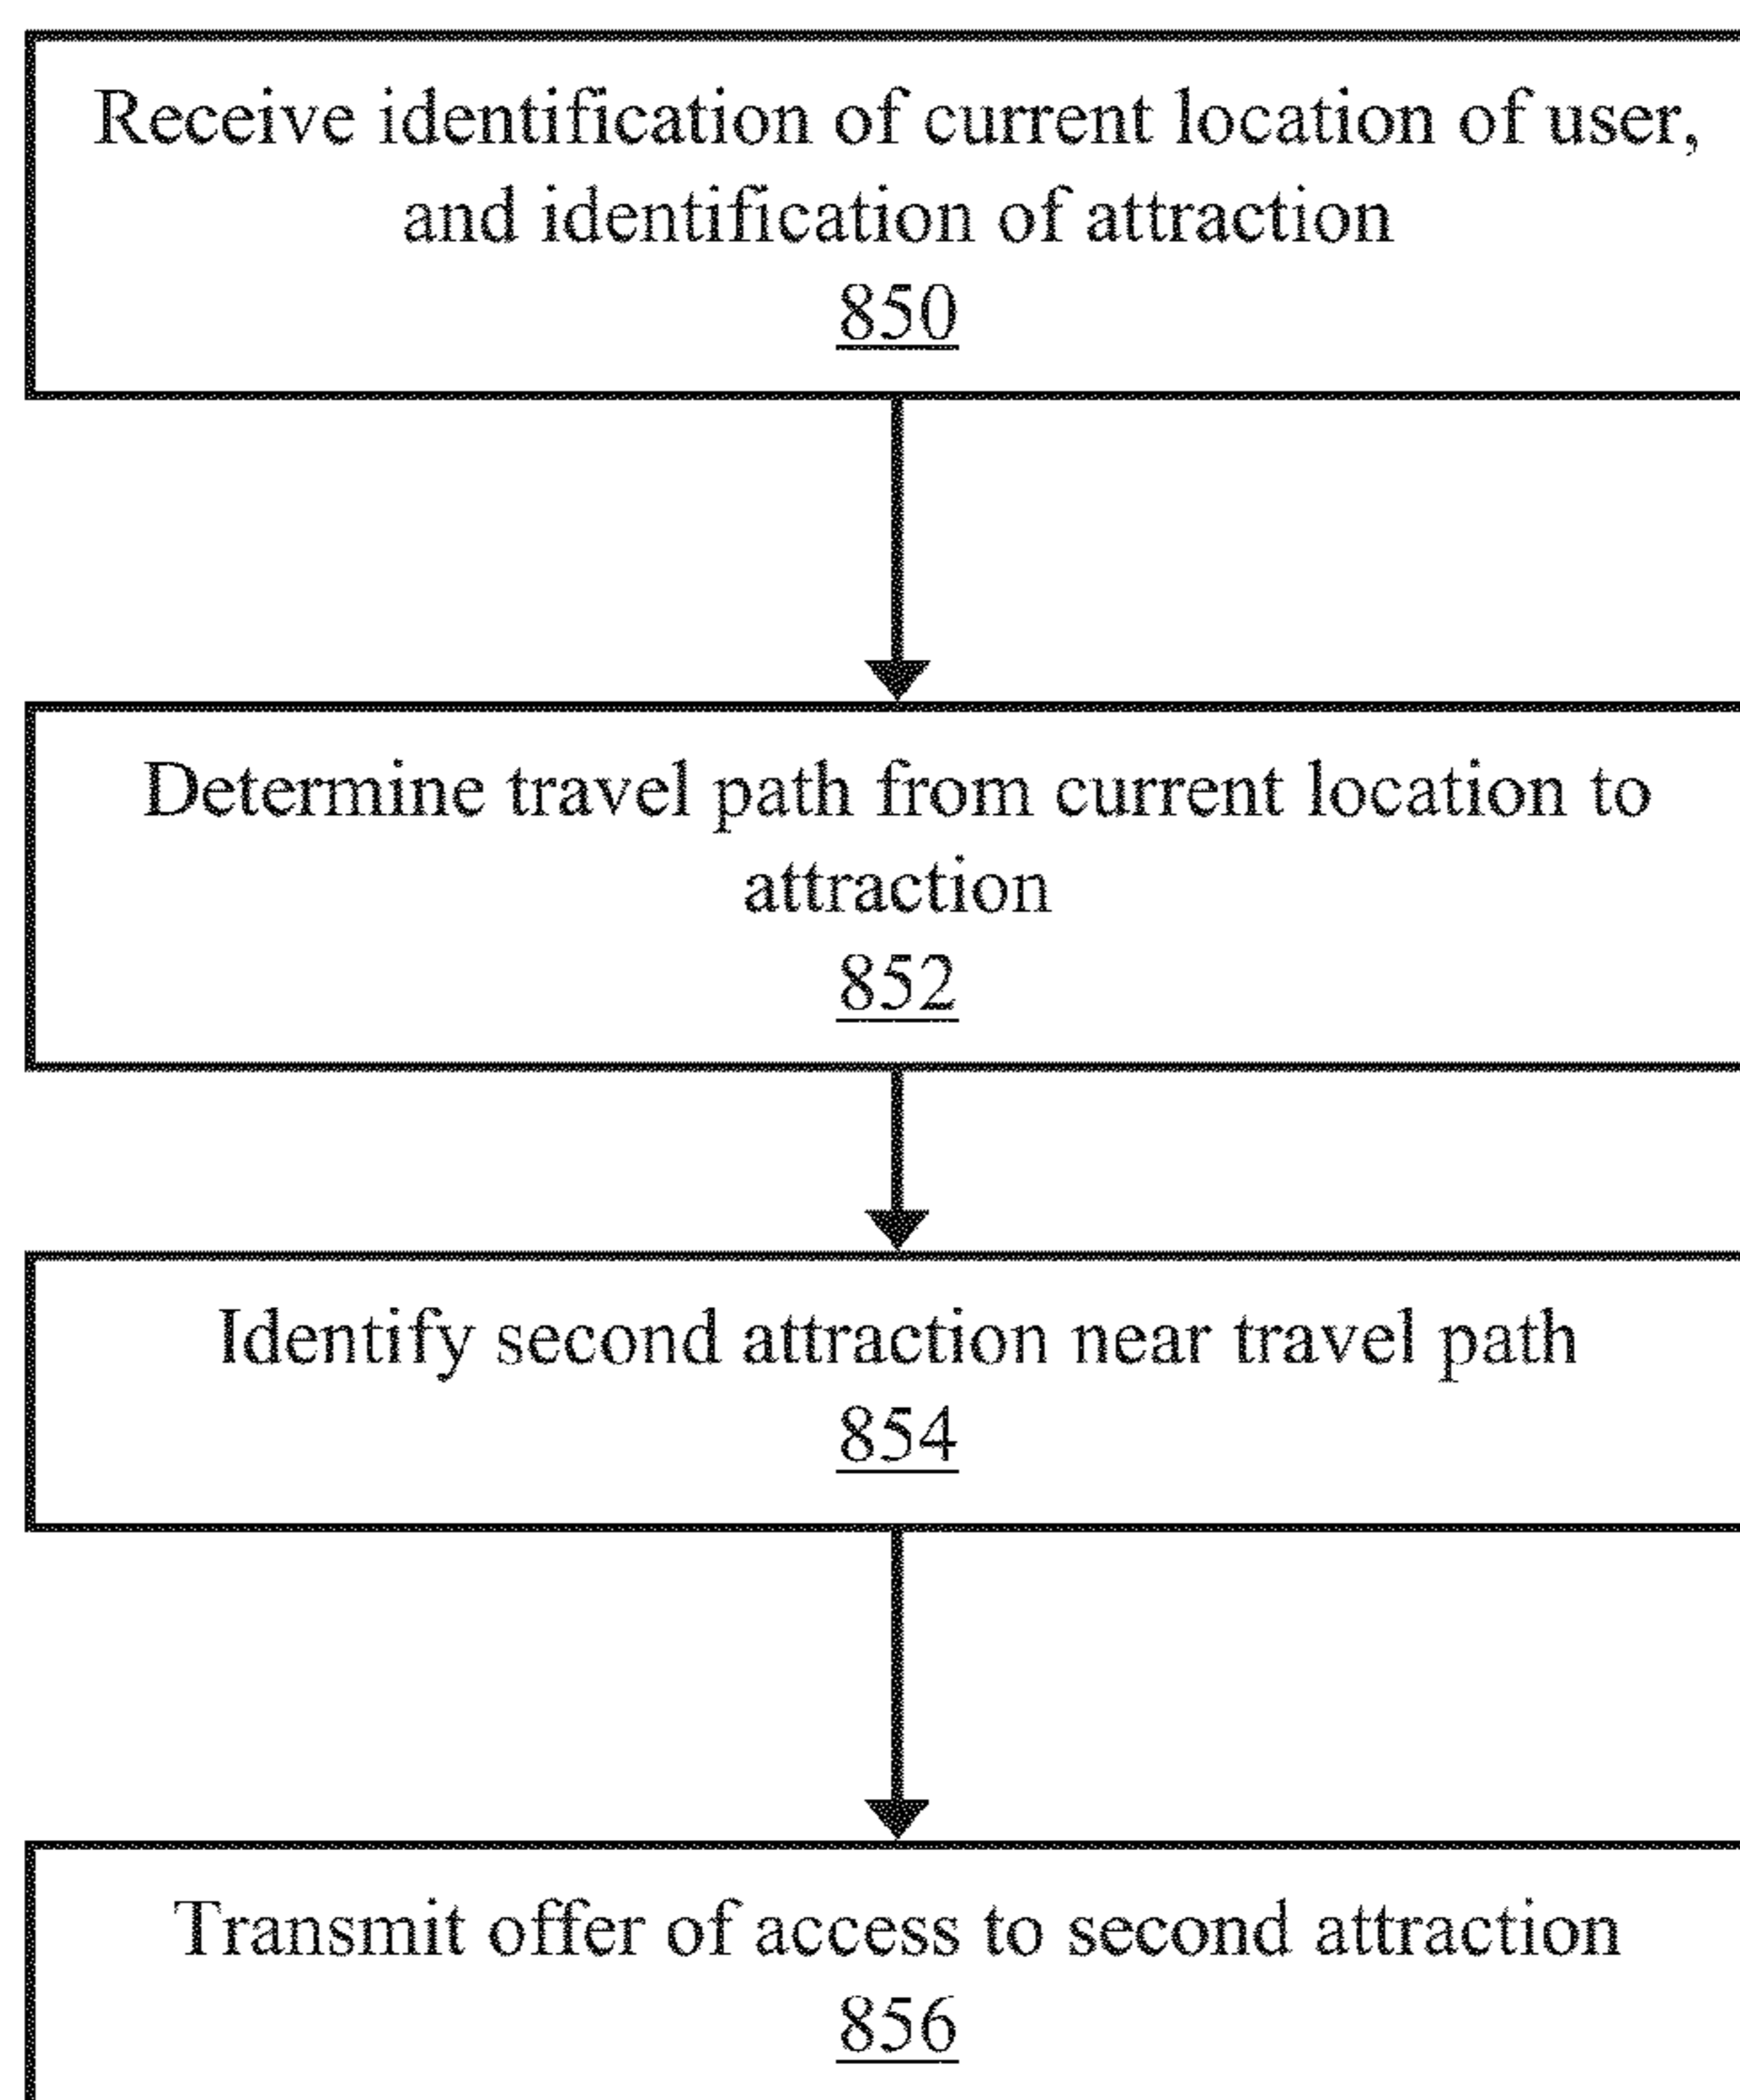 Receive identification of current location of user,
and identification of attraction
850
Determine travel path from current location to
attraction
852
Identify second attraction near travel path
854
Transmit offer of access to second attraction
856